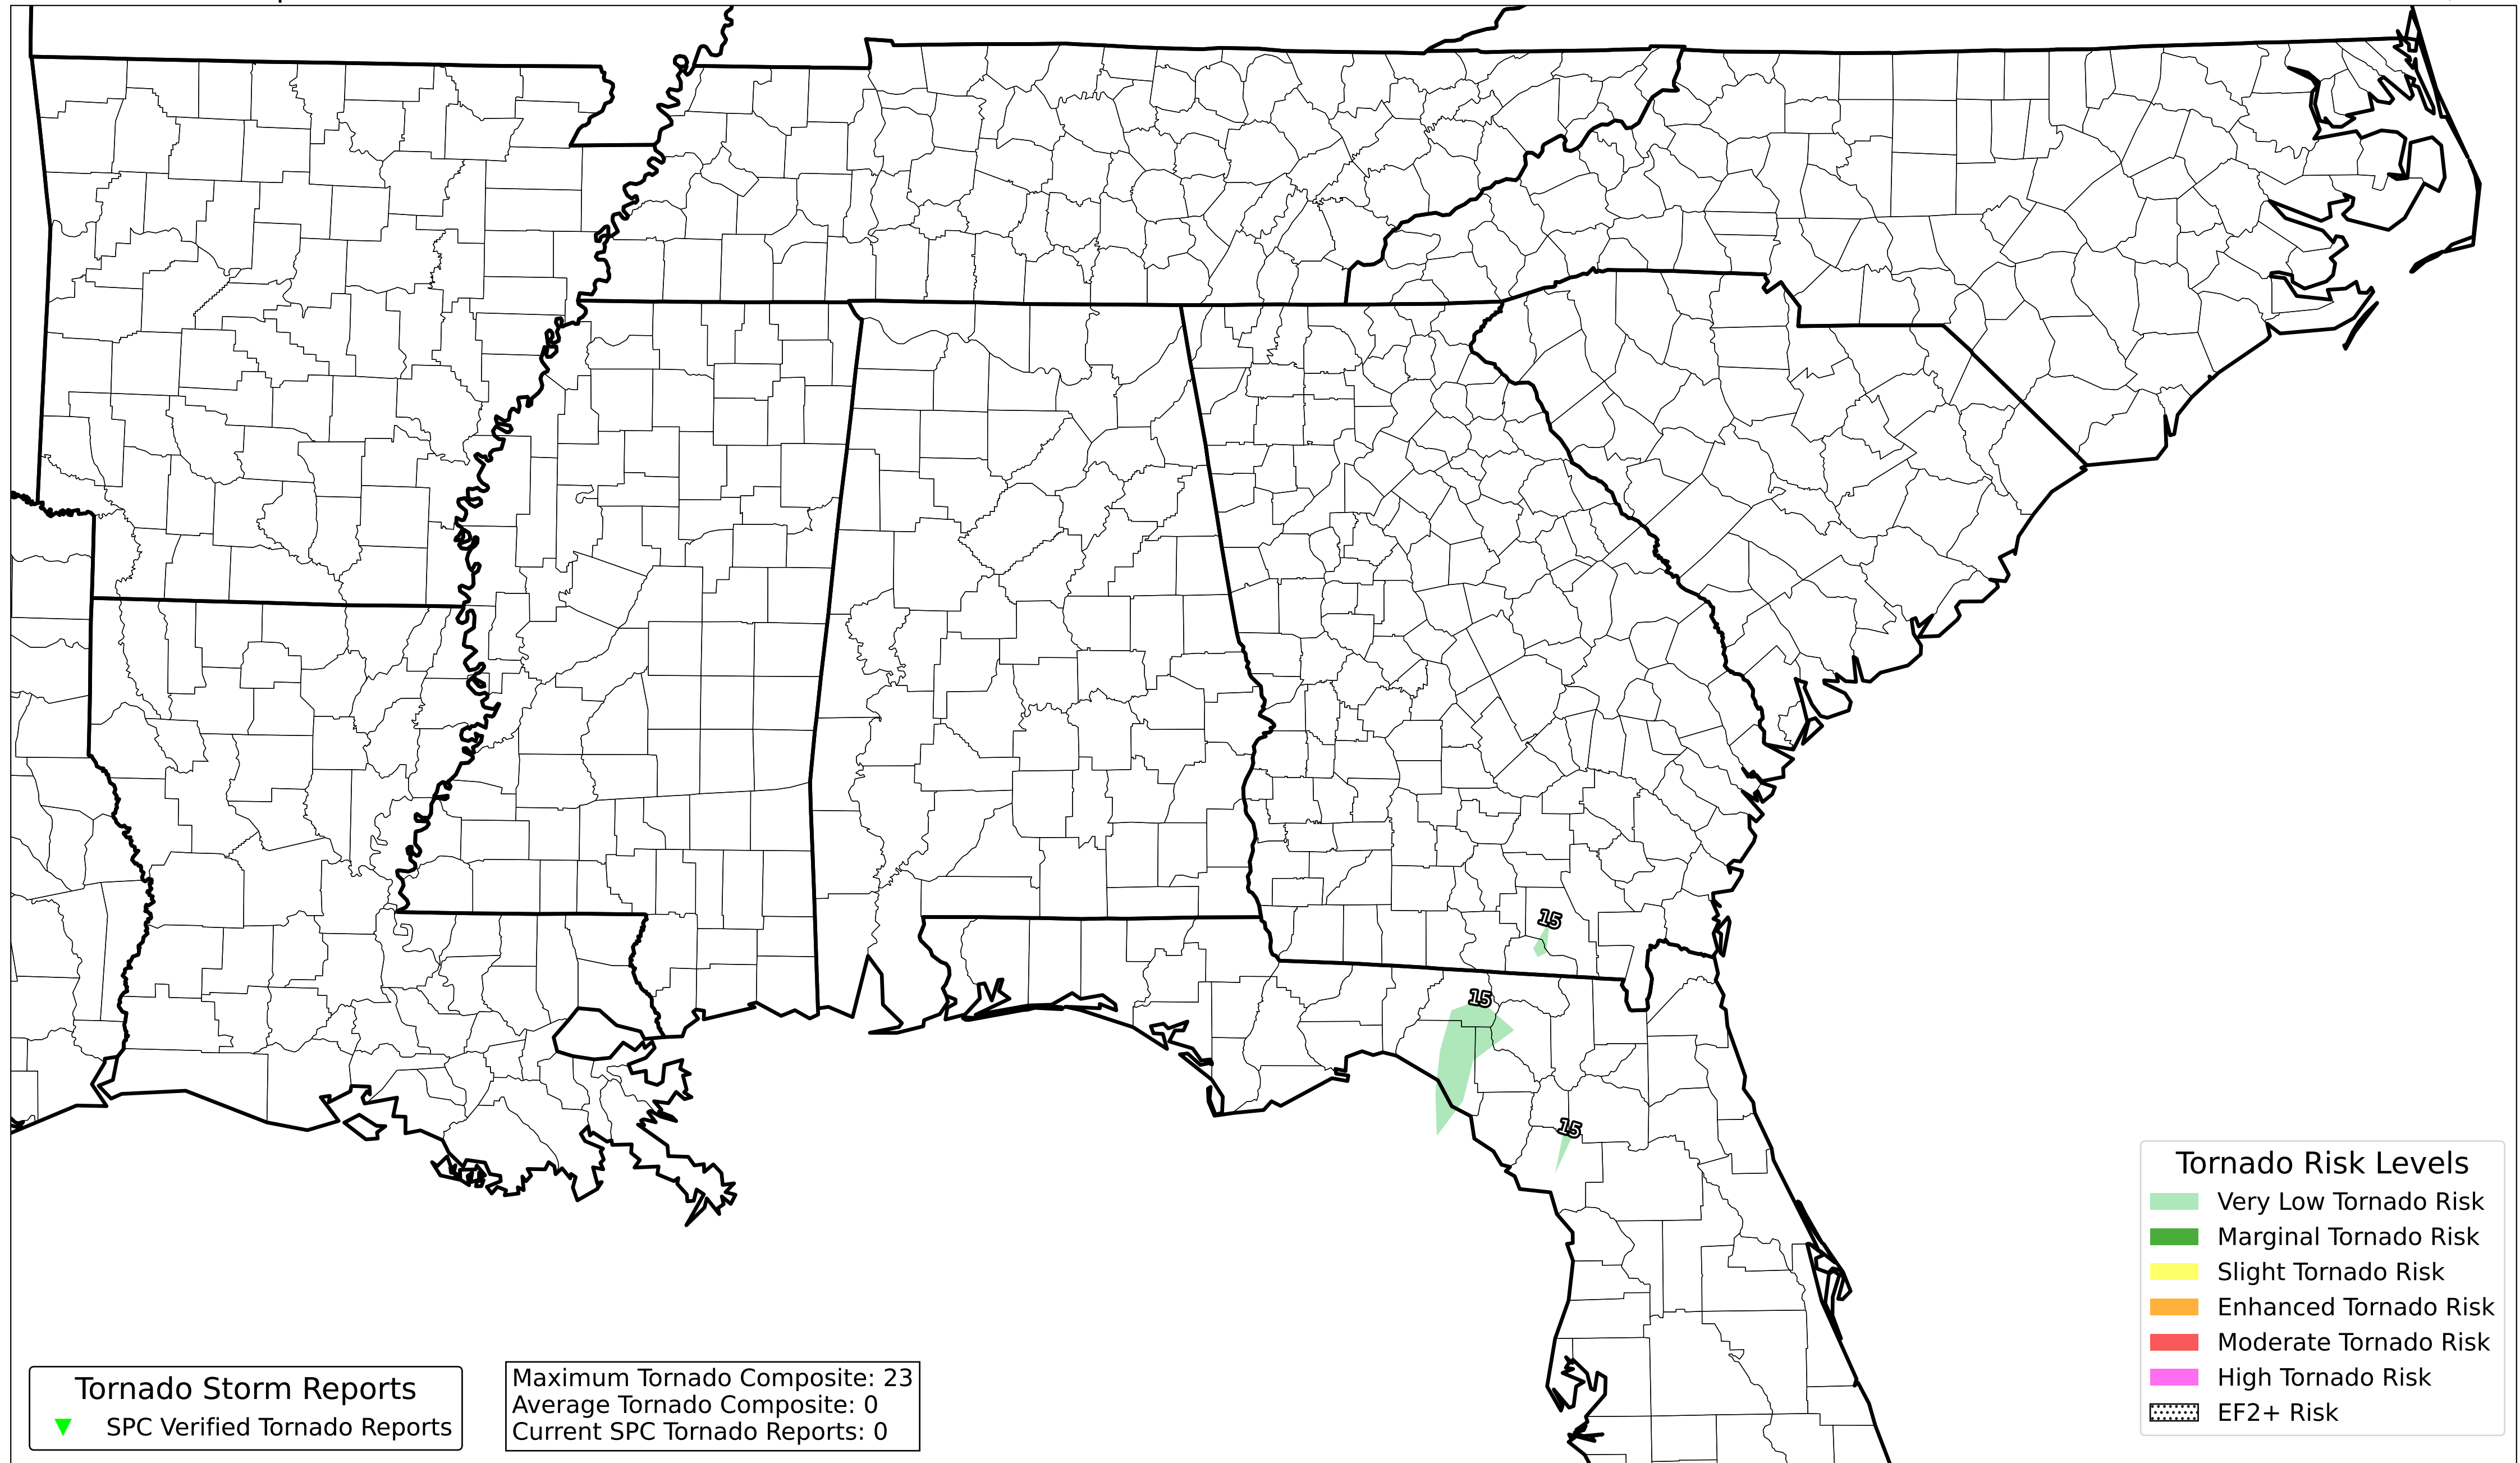 15
15
15
Tornado Risk Levels
Very Low Tornado Risk
Marginal Tornado Risk
Slight Tornado Risk
Enhanced Tornado Risk
Moderate Tornado Risk
High Tornado Risk
EF2+ Risk
Tornado Storm Reports
SPC Verified Tornado Reports
Maximum Tornado Composite: 23
Average Tornado Composite: 0
Current SPC Tornado Reports: 0